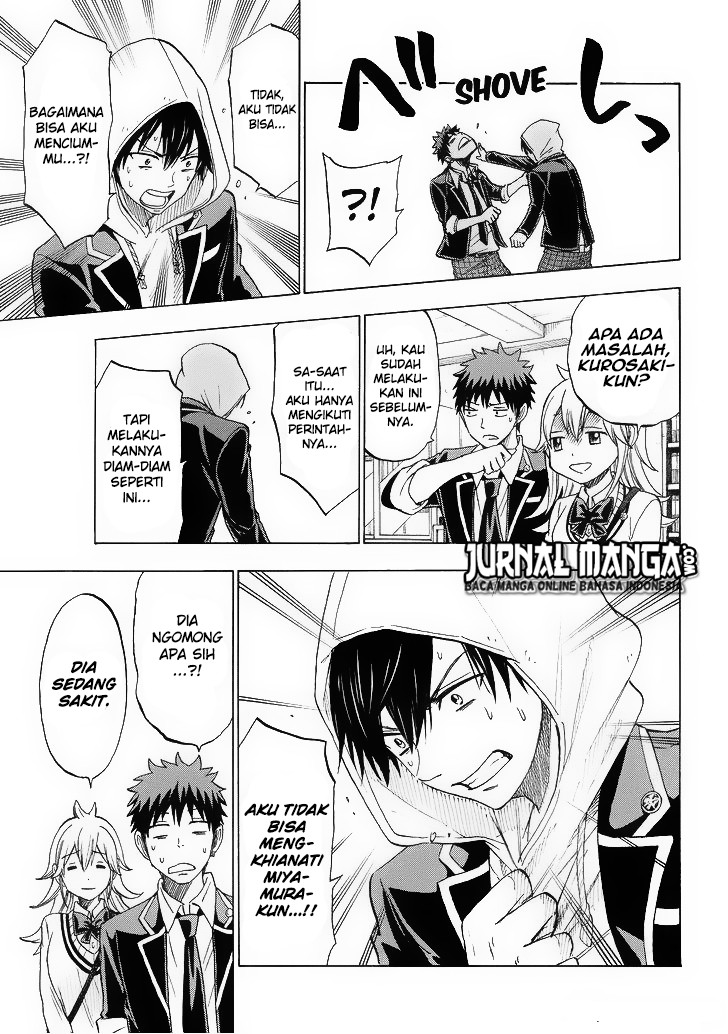 べしっ
SHOVE
?!
TIDAK,
AKU TIDAK
BISA...
BAGAIMANA
BISA AKU
MENCIUM-
MU...?!
APA ADA
MASALAH,
KUROSAKI-
KUN?
UH, KAU
SUDAH
MELAKU-
KAN INI
SEBELUM-
NYA.
SA-SAAT
ITU...
AKU HANYA
MENGIKUTI
PERINTAH-
NYA...
TAPI
MELAKU-
KANNYA
DIAM-DIAM
SEPERTI
INI...
JURNAL MANGA.COM
BACA MANGA ONLINE BAHASA INDONESIA
AKU TIDAK
BISA
MENG-
KHIANATI
MIYA-
MURA-
KUN...!!
DIA
NGOMONG
APA SIH
...?!
DIA
SEDANG
SAKIT.